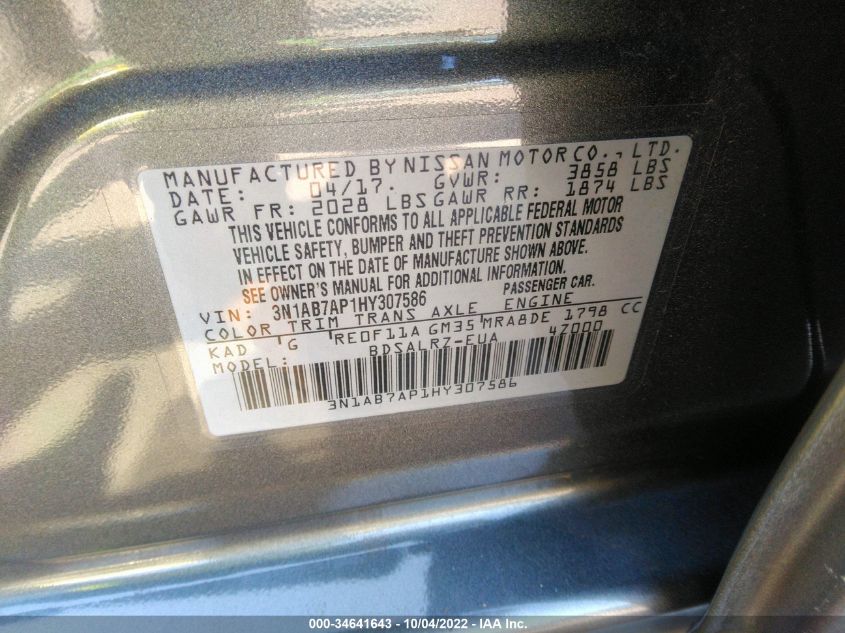 MANUFACTURED BY NISSAN MOTOR CO., LTD.
DATE: 04/17. GVWR: 3858 LBS
GAWR FR: 2028 LBS GAWR RR: 1874 LBS
THIS VEHICLE CONFORMS TO ALL APPLICABLE FEDERAL MOTOR
VEHICLE SAFETY, BUMPER AND THEFT PREVENTION STANDARDS
IN EFFECT ON THE DATE OF MANUFACTURE SHOWN ABOVE.
SEE OWNER'S MANUAL FOR ADDITIONAL INFORMATION.
VIN: 3N1AB7AP1HY307586 PASSENGER CAR.
COLOR TRIM TRANS AXLE ENGINE
KAD G RE0F11A GM35 MRA8DE 1798 CC
MODEL: BDSALRZ-EUA 4Z000
3N1AB7AP1HY307586
000-34641643 - 10/04/2022 - IAA Inc.